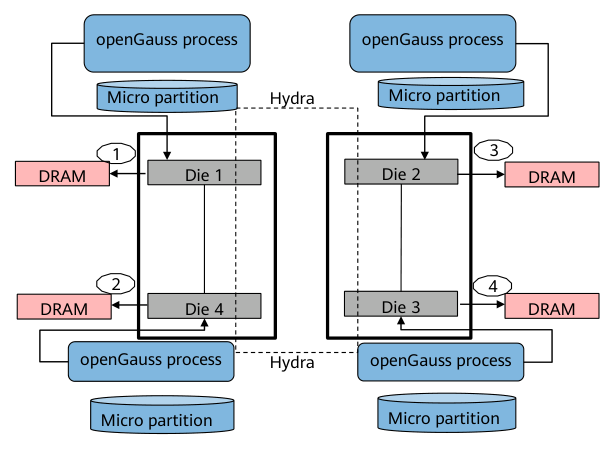 openGauss process
openGauss process
Micro partition
Hydra
Micro partition
1
3
DRAM
Die 1
Die 2
DRAM
2
4
DRAM
Die 4
Die 3
DRAM
openGauss process
Hydra
openGauss process
Micro partition
Micro partition